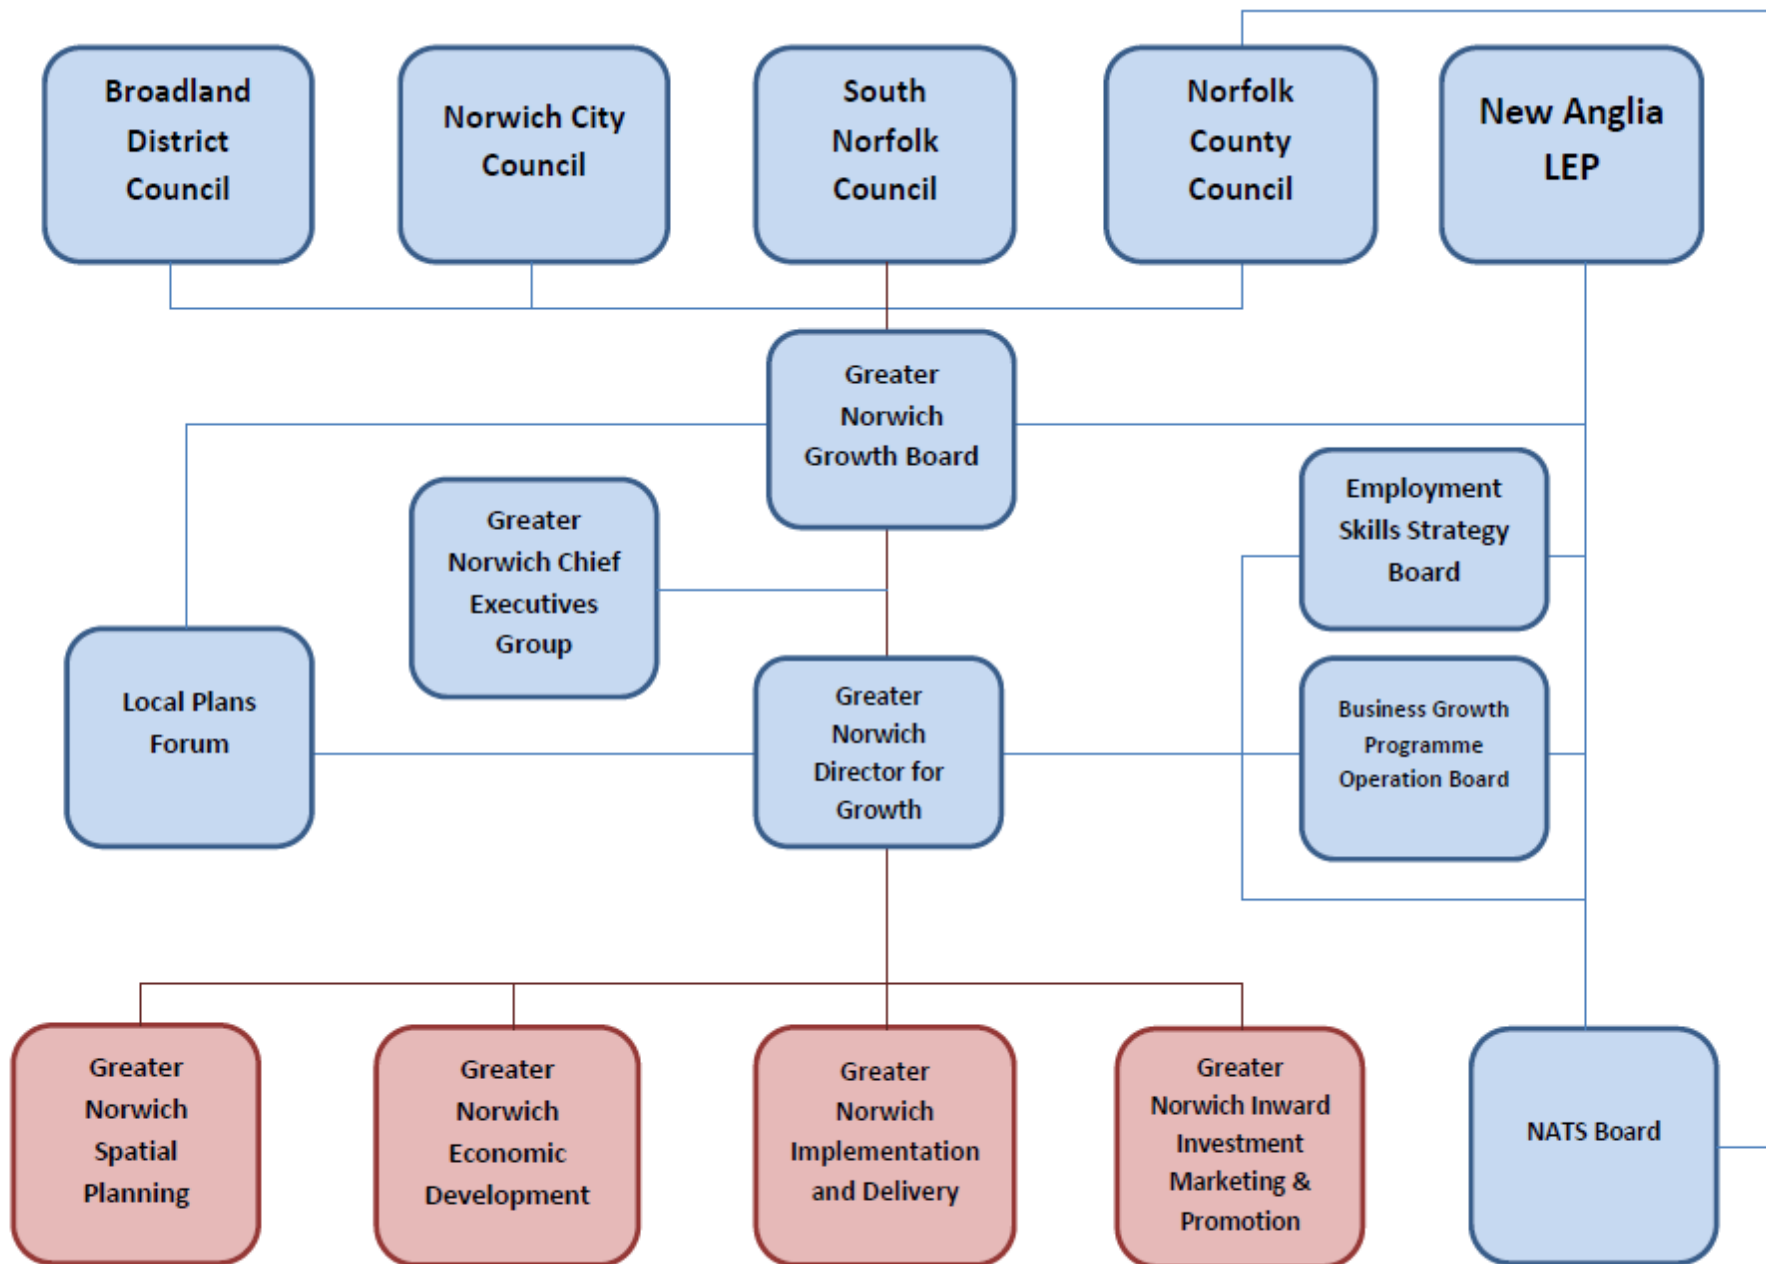 Broadland
District
Council
Norwich City
Council
South
Norfolk
Council
Norfolk
County
Council
New Anglia
LEP
Greater
Norwich
Growth Board
Greater
Norwich Chief
Executives
Group
Employment
Skills Strategy
Board
Local Plans
Forum
Greater
Norwich
Director for
Growth
Business Growth
Programme
Operation Board
Greater
Norwich
Spatial
Planning
Greater
Norwich
Economic
Development
Greater
Norwich
Implementation
and Delivery
Greater
Norwich Inward
Investment
Marketing &
Promotion
NATS Board